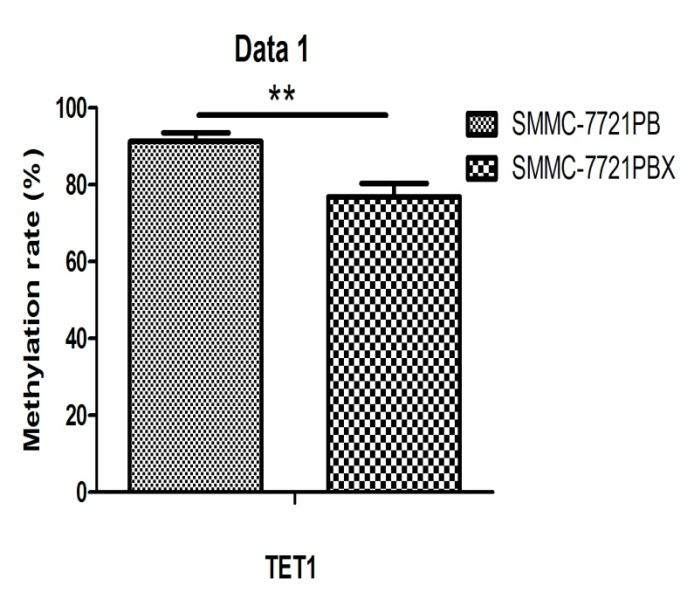 Data 1
**
SMMC-7721PB
SMMC-7721PBX
Methylation rate (%)
100
80
60
40
20
0
TET1